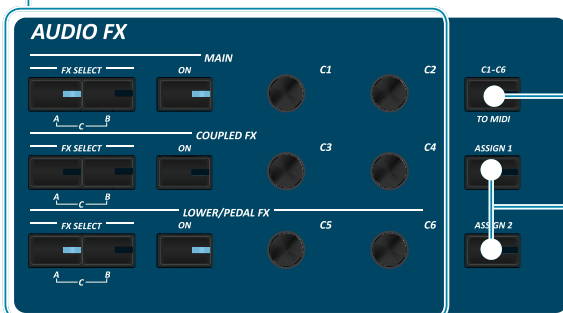 AUDIO FX
MAIN
FX SELECT ON C1 C2 C1-C6
A B
C
TO MIDI
COUPLED FX
FX SELECT ON C3 C4 ASSIGN 1
A B
C
LOWER/PEDAL FX
FX SELECT ON C5 C6 ASSIGN 2
A B
C